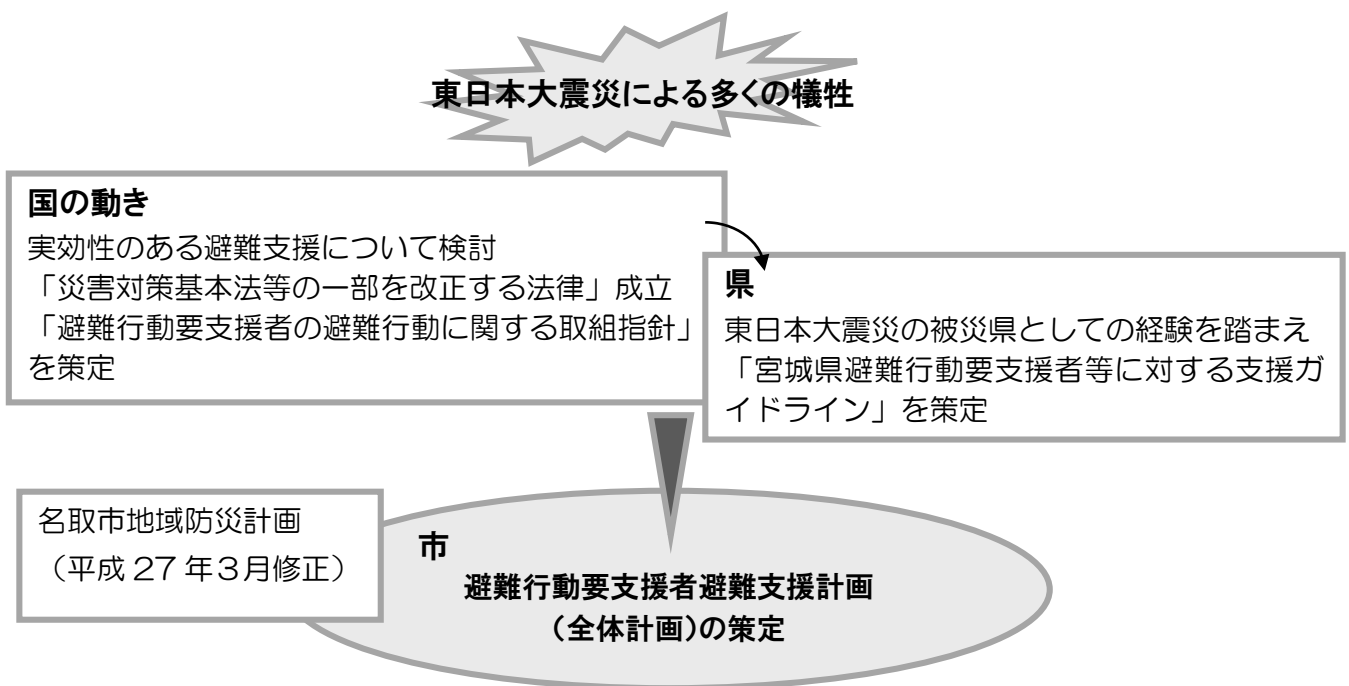 東日本大震災による多くの犠牲
国の動き
実効性のある避難支援について検討
「災害対策基本法等の一部を改正する法律」成立
「避難行動要支援者の避難行動に関する取組指針」
を策定
県
東日本大震災の被災県としての経験を踏まえ
「宮城県避難行動要支援者等に対する支援ガ
イドライン」を策定
名取市地域防災計画
（平成 27 年３月修正）
市
避難行動要支援者避難支援計画
（全体計画）の策定